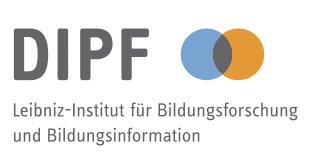 DIPF
Leibniz-Institut für Bildungsforschung
und Bildungsinformation